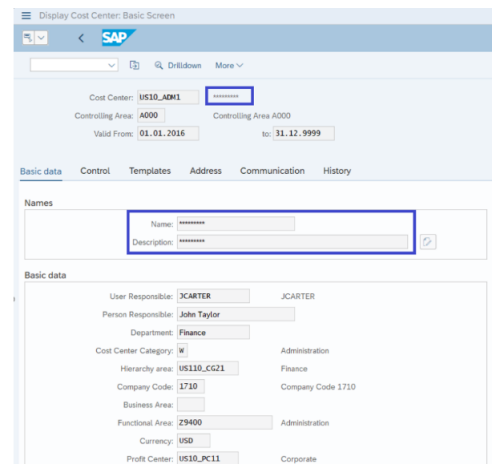 Display Cost Center: Basic Screen
SAP
Drilldown More
Cost Center: US10_ADM1 *********
Controlling Area: A000 Controlling Area A000
Valid From: 01.01.2016 to: 31.12.9999
Basic data Control Templates Address Communication History
Names
Name: *********
Description: *********
Basic data
User Responsible: JCARTER JCARTER
Person Responsible: John Taylor
Department: Finance
Cost Center Category: W Administration
Hierarchy area: US110_CG21 Finance
Company Code: 1710 Company Code 1710
Business Area:
Functional Area: Z9400 Administration
Currency: USD
Profit Center: US10_PC11 Corporate